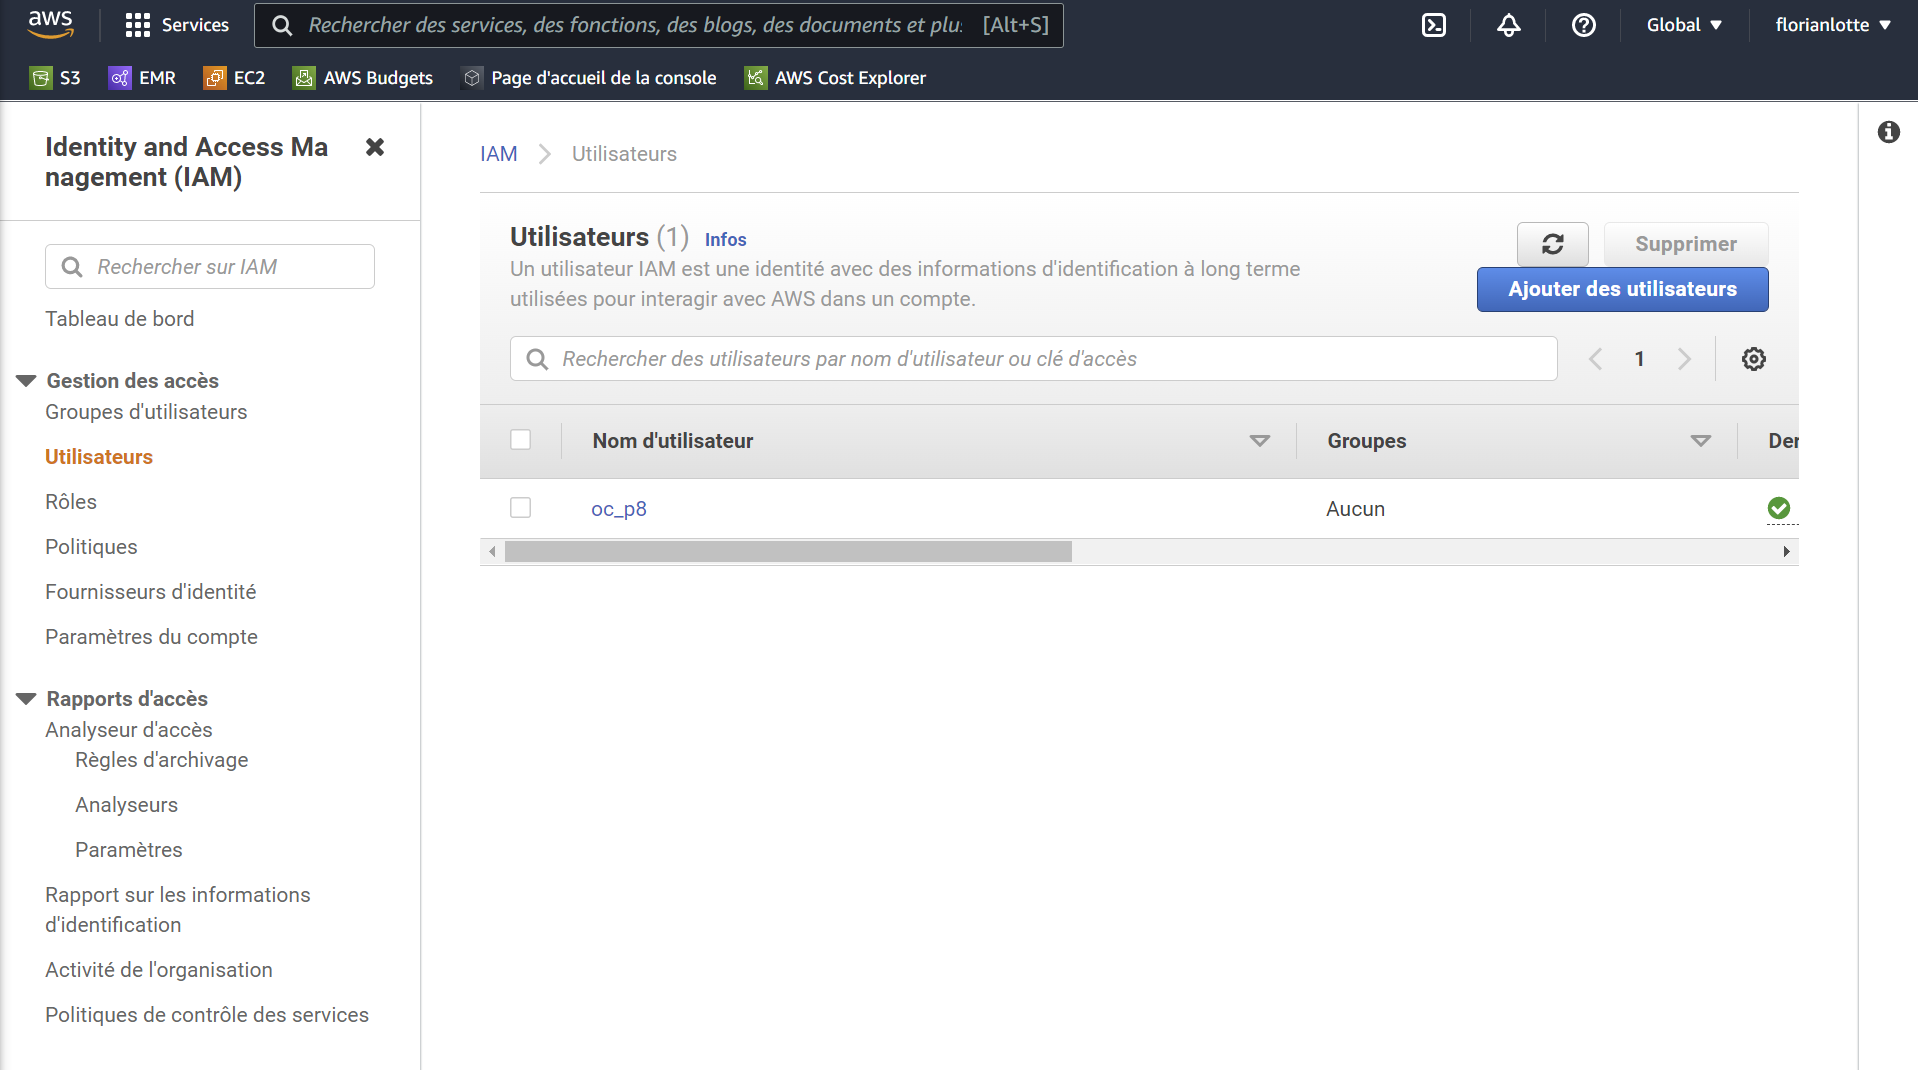 aws
Services
Rechercher des services, des fonctions, des blogs, des documents et plu: [Alt+S]
Global
florianlotte
S3
EMR
EC2
AWS Budgets
Page d'accueil de la console
AWS Cost Explorer
Identity and Access Ma
nagement (IAM)
Rechercher sur IAM
Tableau de bord
Gestion des accès
Groupes d'utilisateurs
Utilisateurs
Rôles
Politiques
Fournisseurs d'identité
Paramètres du compte
Rapports d'accès
Analyseur d'accès
Règles d'archivage
Analyseurs
Paramètres
Rapport sur les informations
d'identification
Activité de l'organisation
Politiques de contrôle des services
IAM
Utilisateurs
Utilisateurs (1) Infos
Un utilisateur IAM est une identité avec des informations d'identification à long terme
utilisées pour interagir avec AWS dans un compte.
Supprimer
Ajouter des utilisateurs
Rechercher des utilisateurs par nom d'utilisateur ou clé d'accès
1
Nom d'utilisateur
Groupes
Der
oc_p8
Aucun